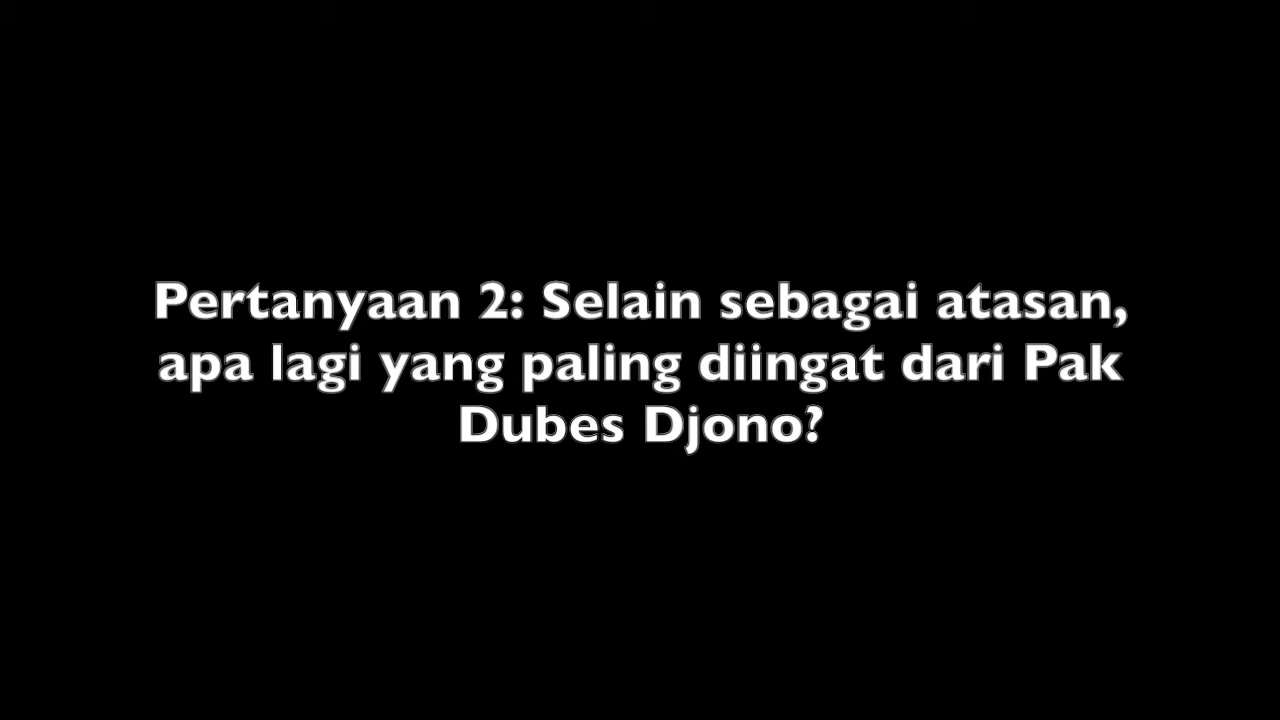 Pertanyaan 2: Selain sebagai atasan,
apa lagi yang paling diingat dari Pak
Dubes Djono?